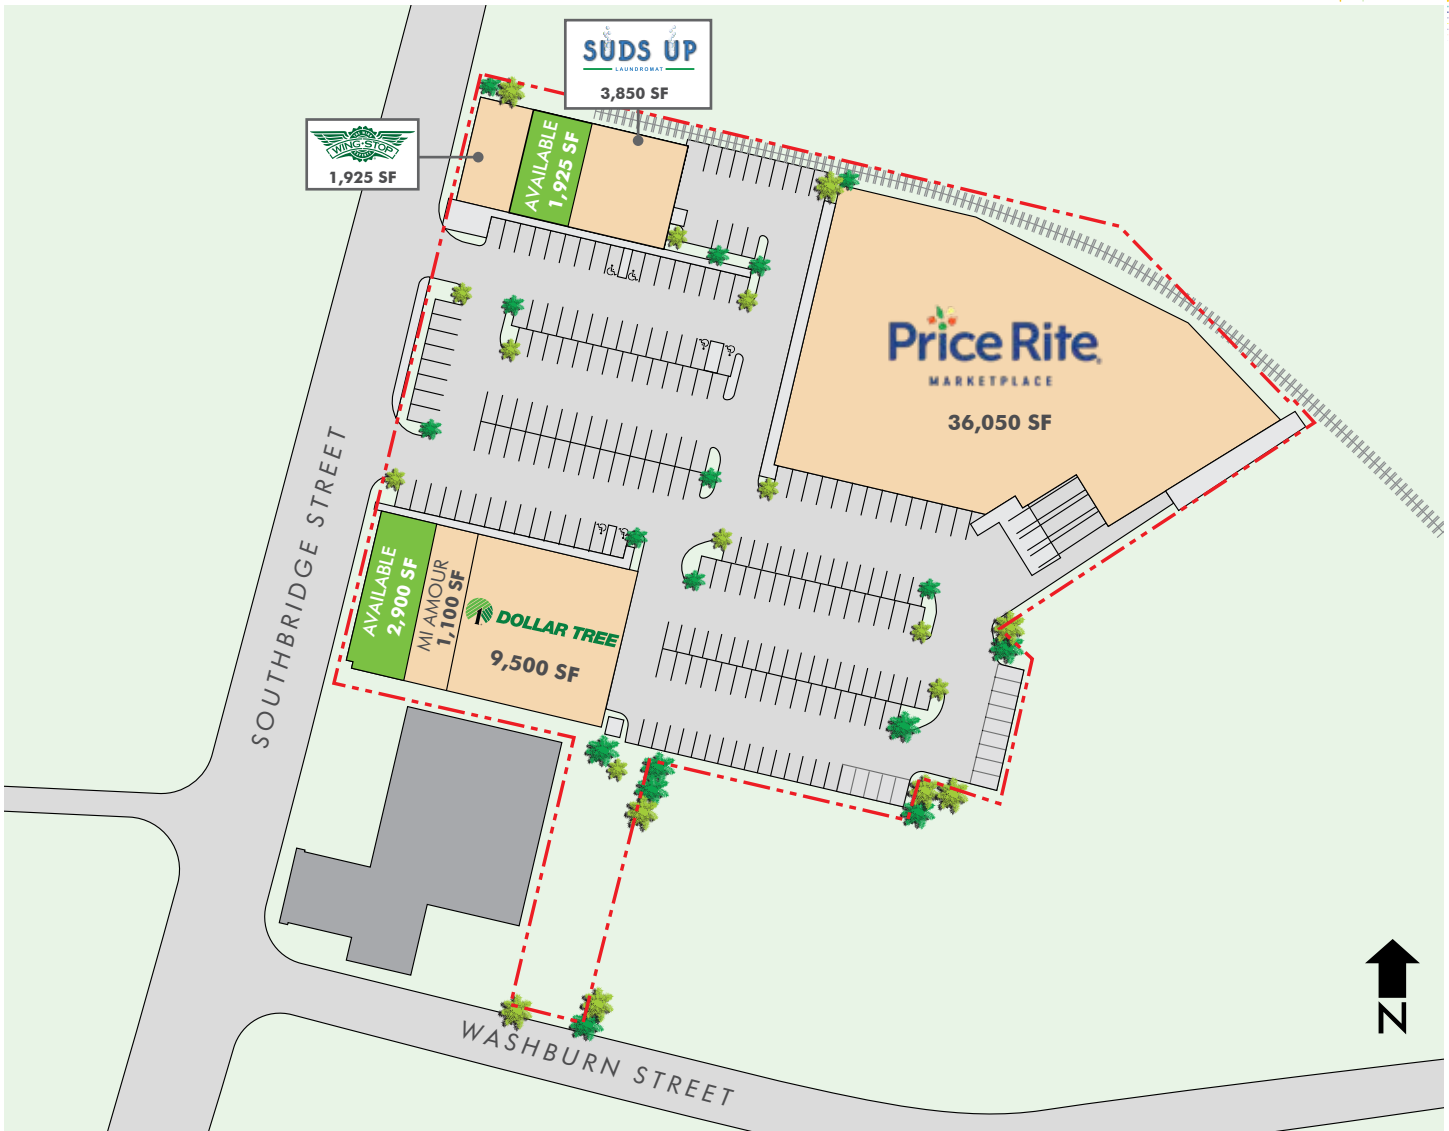 SUDS UP
LAUNDROMAT
3,850 SF
WING-STOP
1,925 SF
AVAILABLE
1,925 SF
Price Rite
MARKETPLACE
36,050 SF
SOUTHBRIDGE STREET
AVAILABLE
2,900 SF
MI AMOUR
1,100 SF
DOLLAR TREE
9,500 SF
WASHBURN STREET
N